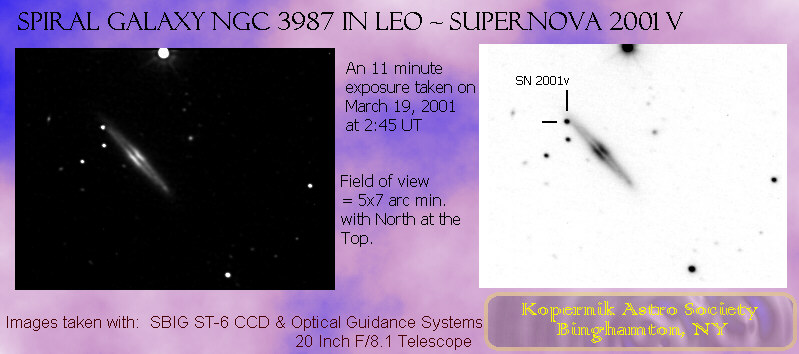 SPIRAL GALAXY NGC 3987 IN LEO ~ SUPERNOVA 2001 V
An 11 minute
exposure taken on
March 19, 2001
at 2:45 UT
Field of view
= 5x7 arc min.
with North at the
Top.
SN 2001v
Images taken with:  SBIG ST-6 CCD & Optical Guidance Systems
20 Inch F/8.1 Telescope
Kopernik Astro Society
Binghamton, NY